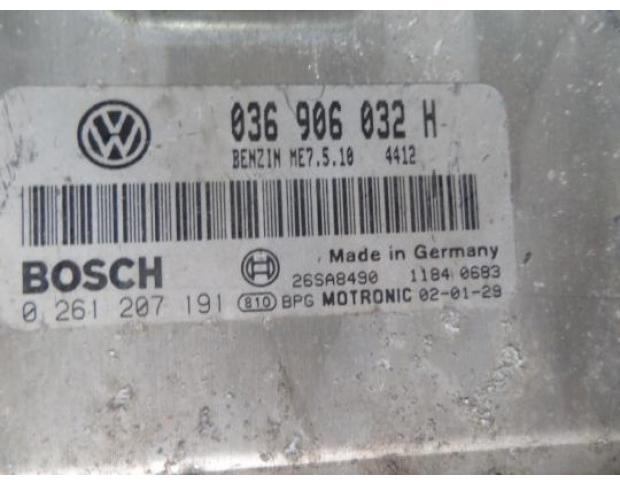 VW
036 906 032 H
BENZIN ME7.5.10 4412
BOSCH Made in Germany
26SA8490 1184 0683
0 261 207 191 810 BPG MOTRONIC 02-01-29